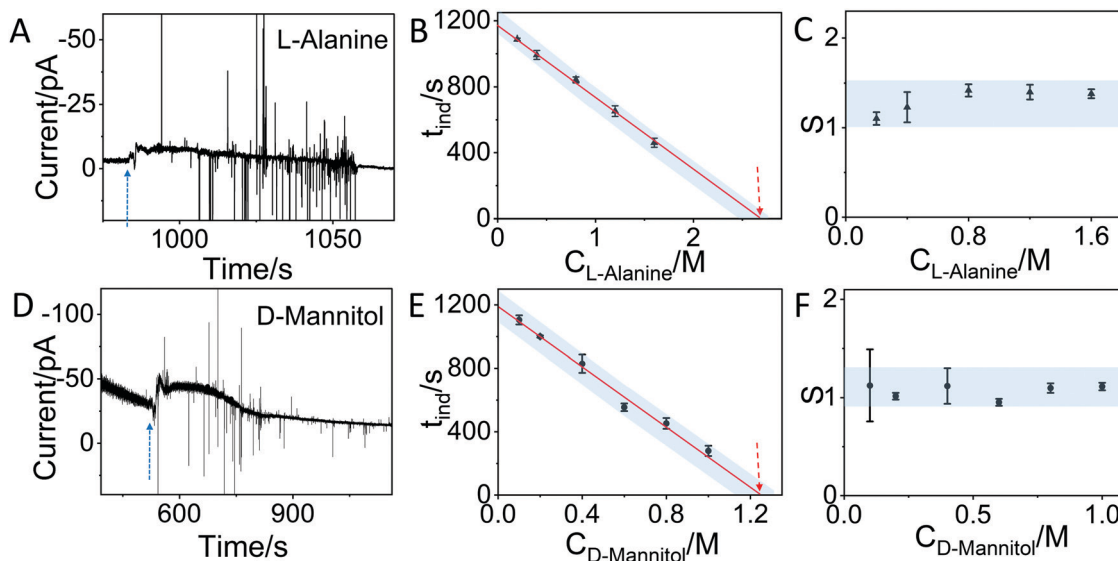 A
Current/pA
-50
-25
0
L-Alanine
1000 1050
Time/s
B
t_ind/s
1200
800
400
0
0 1 2
C_L-Alanine/M
C
S
2
1
0.0 0.8 1.6
C_L-Alanine/M
D
Current/pA
-100
-50
0
D-Mannitol
600 900
Time/s
E
t_ind/s
1200
800
400
0
0.0 0.4 0.8 1.2
C_D-Mannitol/M
F
S
2
1
0
0.0 0.5 1.0
C_D-Mannitol/M